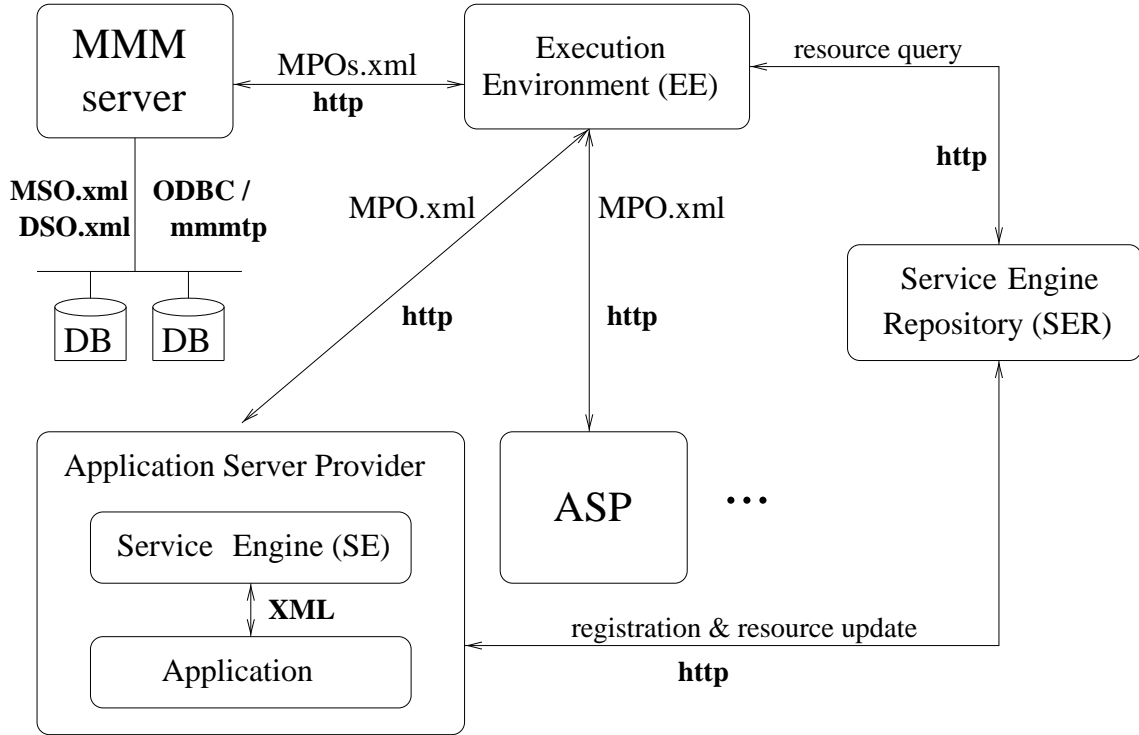 MMM
server
MPOs.xml
http
Execution
Environment (EE)
resource query
http
MSO.xml
DSO.xml
ODBC /
mmmtp
DB
DB
MPO.xml
http
MPO.xml
http
Service Engine
Repository (SER)
Application Server Provider
Service Engine (SE)
XML
Application
ASP
...
registration & resource update
http